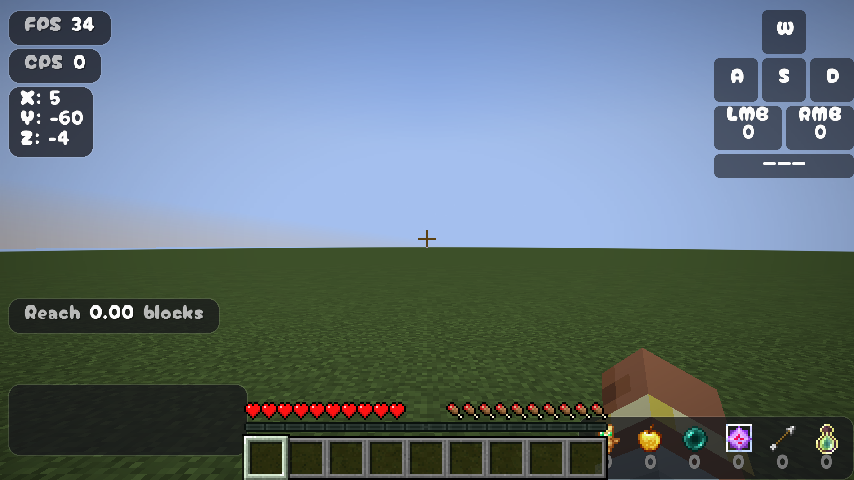 FPS 34
CPS 0
X: 5
Y: -60
Z: -4
W
A S D
LMB RMB
0 0
---
Reach 0.00 blocks
0 0 0 0 0